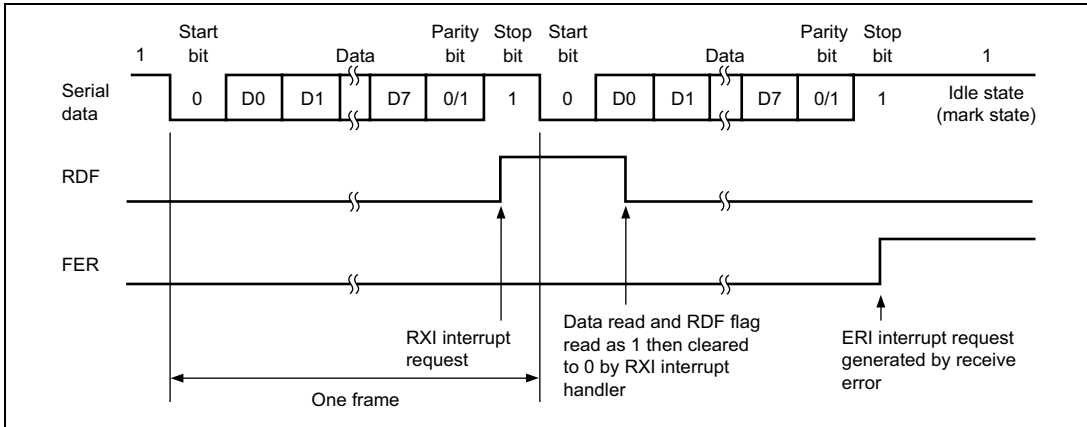 Start
bit
Parity
bit
Stop
bit
Start
bit
Parity
bit
Stop
bit
1
Data
Data
1
Serial
data
0
D0
D1
D7
0/1
1
0
D0
D1
D7
0/1
1
Idle state
(mark state)
RDF
FER
RXI interrupt
request
Data read and RDF flag
read as 1 then cleared
to 0 by RXI interrupt
handler
ERI interrupt request
generated by receive
error
One frame